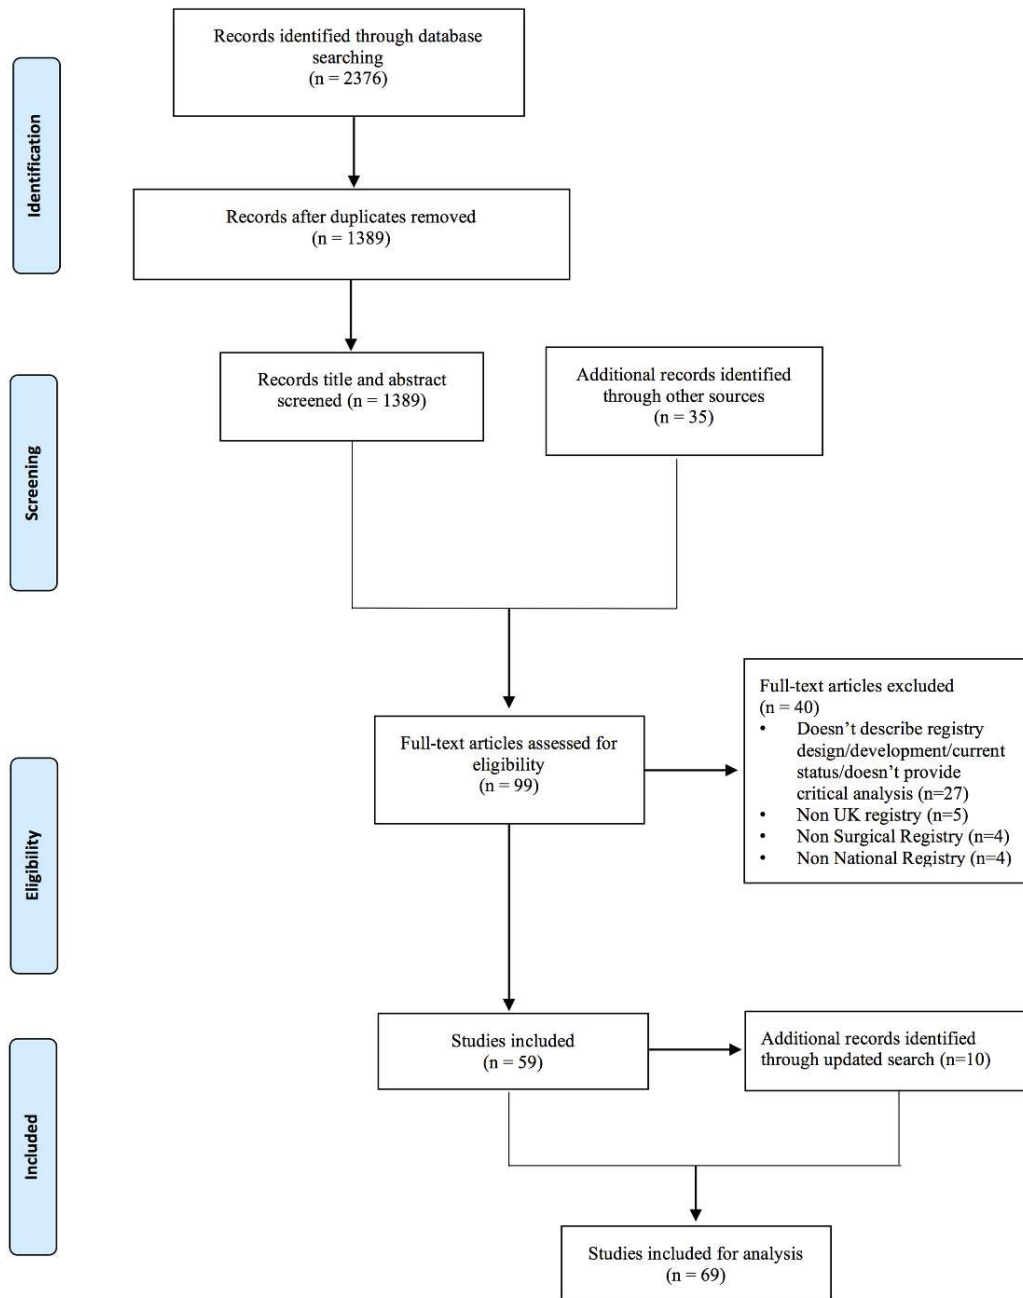 Records identified through database
searching
(n = 2376)
Identification
Records after duplicates removed
(n = 1389)
Records title and abstract
screened (n = 1389)
Additional records identified
through other sources
(n = 35)
Screening
Full-text articles assessed for
eligibility
(n = 99)
Full-text articles excluded
(n = 40)
• Doesn't describe registry
design/development/current
status/doesn't provide
critical analysis (n=27)
• Non UK registry (n=5)
• Non Surgical Registry (n=4)
• Non National Registry (n=4)
Eligibility
Studies included
(n = 59)
Additional records identified
through updated search (n=10)
Included
Studies included for analysis
(n = 69)